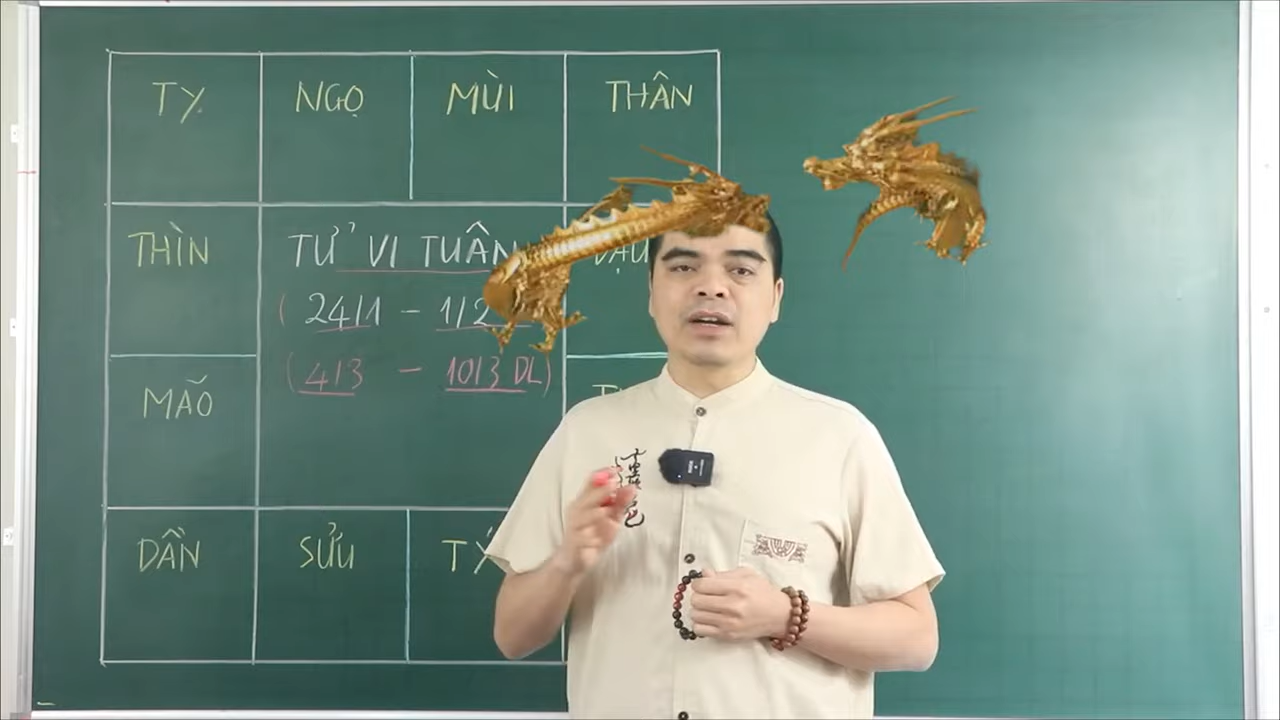 TỴ NGỌ MÙI THÂN
THÌN
TỬ VI TUẦN
(24/1 – 1/2
MÃO
(4/3 – 10/3 DL)
DẦN SỬU TÝ